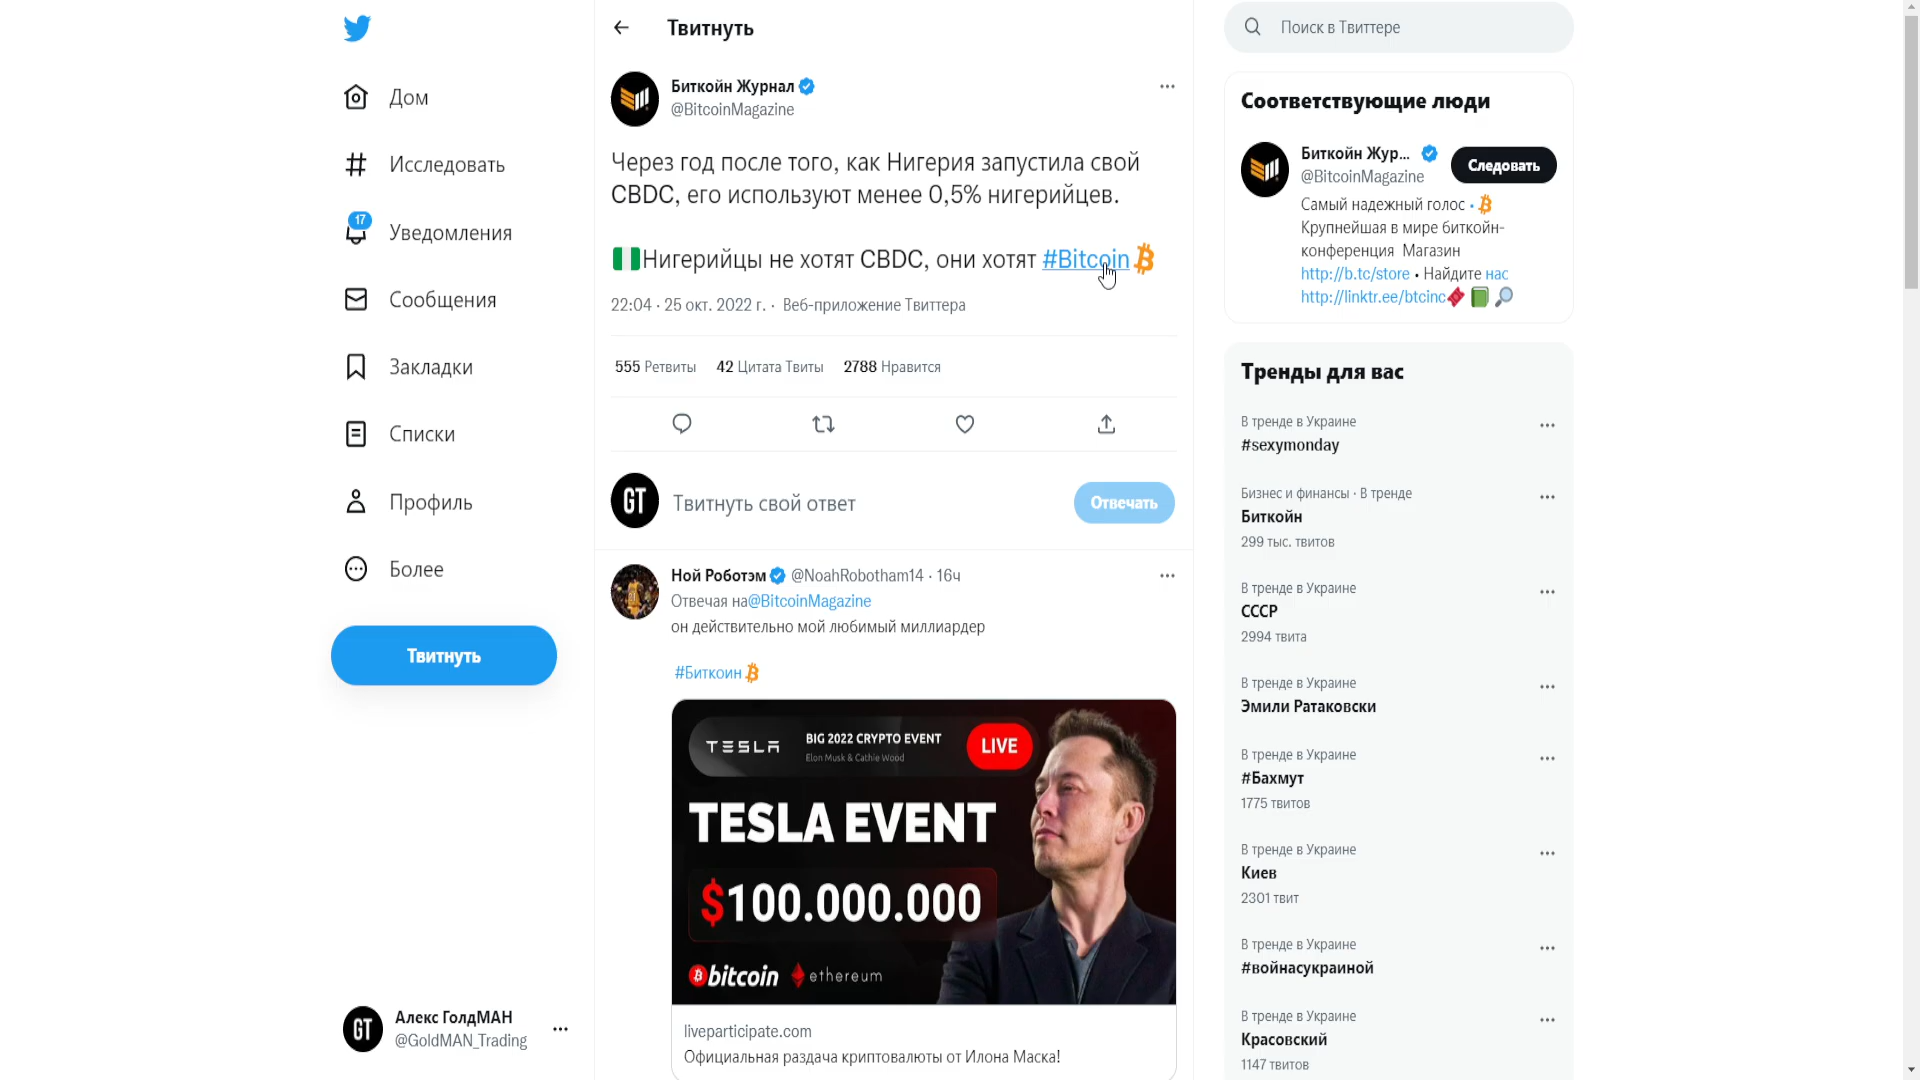 Дом
Исследовать
17
Уведомления
Сообщения
Закладки
Списки
Профиль
Более
Твитнуть
GT
Алекс ГолдМАН
@GoldMAN_Trading
Твитнуть
Биткойн Журнал
@BitcoinMagazine
Через год после того, как Нигерия запустила свой
CBDC, его используют менее 0,5% нигерийцев.
Нигерийцы не хотят CBDC, они хотят #Bitcoin
22:04 · 25 окт. 2022 г. · Веб-приложение Твиттера
555 Ретвиты 42 Цитата Твиты 2788 Нравится
GT
Твитнуть свой ответ
Отвечать
Ной Роботэм @NoahRobotham14 · 16ч
Отвечая на@BitcoinMagazine
он действительно мой любимый миллиардер
#Биткоин
TESLA
BIG 2022 CRYPTO EVENT
Elon Musk & Cathie Wood
LIVE
TESLA EVENT
$100.000.000
bitcoin ethereum
liveparticipate.com
Официальная раздача криптовалюты от Илона Маска!
Поиск в Твиттере
Соответствующие люди
Биткойн Жур...
@BitcoinMagazine
Следовать
Самый надежный голос •
Крупнейшая в мире биткойн-
конференция Магазин
http://b.tc/store • Найдите нас
http://linktr.ee/btcinc
Тренды для вас
В тренде в Украине
#sexymonday
Бизнес и финансы · В тренде
Биткойн
299 тыс. твитов
В тренде в Украине
СССР
2994 твита
В тренде в Украине
Эмили Ратаковски
В тренде в Украине
#Бахмут
1775 твитов
В тренде в Украине
Киев
2301 твит
В тренде в Украине
#войнасукраиной
В тренде в Украине
Красовский
1147 твитов